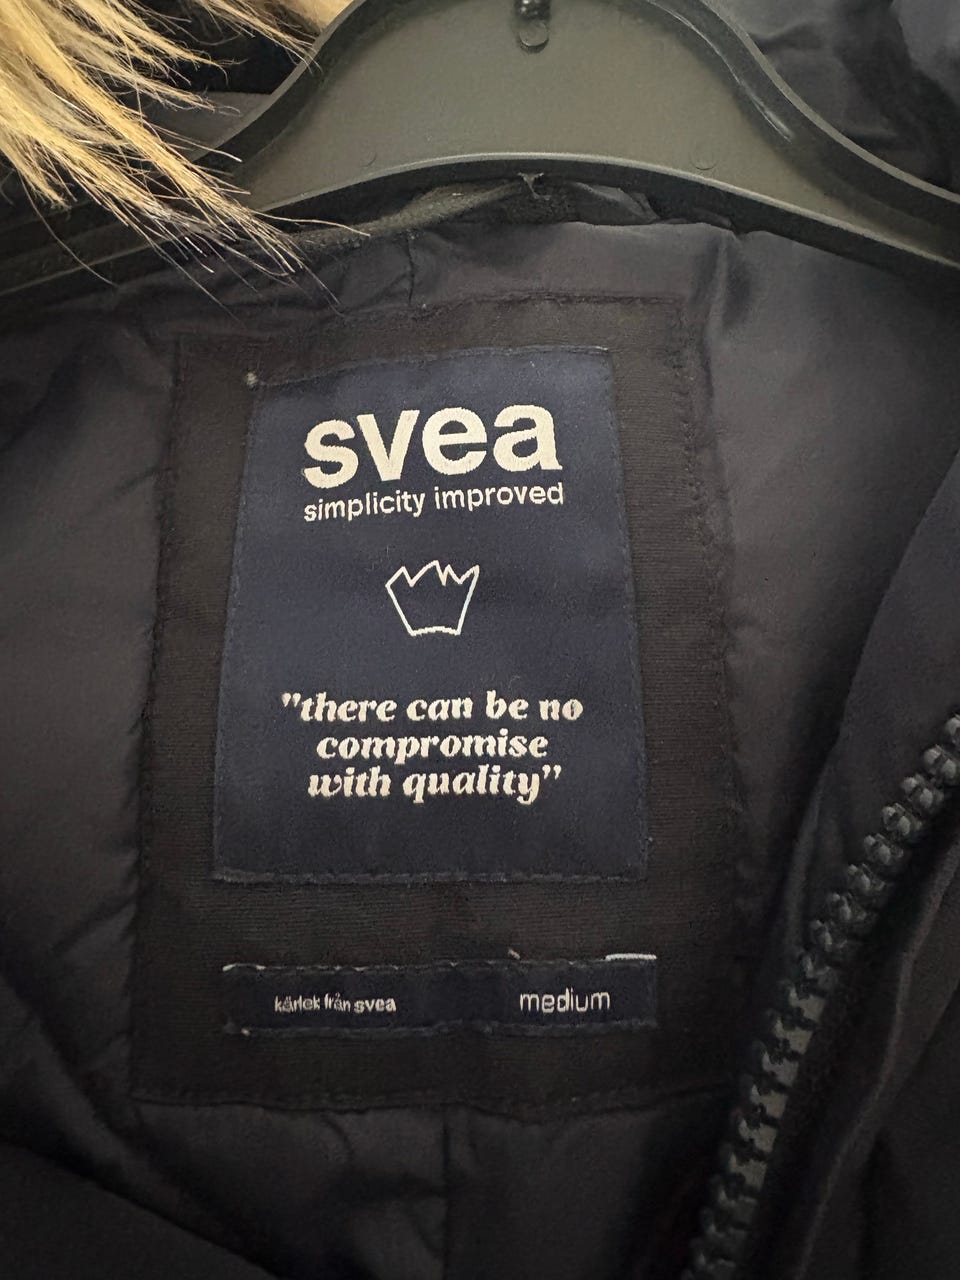 svea
simplicity improved
"there can be no
compromise
with quality"
kärlek från svea
medium